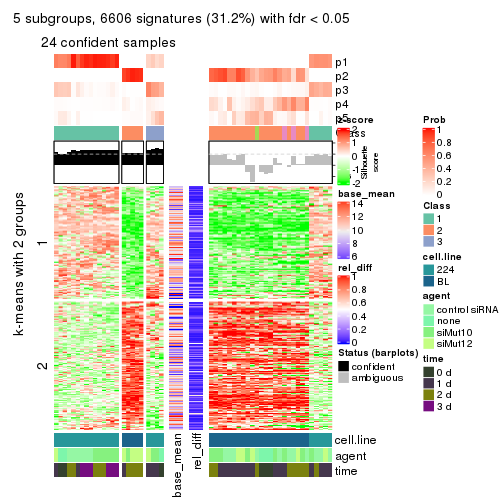 5 subgroups, 6606 signatures (31.2%) with fdr < 0.05
24 confident samples
p1
p2
p3
p4
p5
z-score
2
1
0
-1
-2
Class
Silhouette
score
k-means with 2 groups
1
2
base_mean
14
12
10
8
6
rel_diff
1
0.8
0.6
0.4
0.2
0
Status (barplots)
confident
ambiguous
Prob
1
0.8
0.6
0.4
0.2
0
Class
1
2
3
cell.line
224
BL
agent
control siRNA
none
siMut10
siMut12
time
0 d
1 d
2 d
3 d
cell.line
agent
time
base_mean
rel_diff